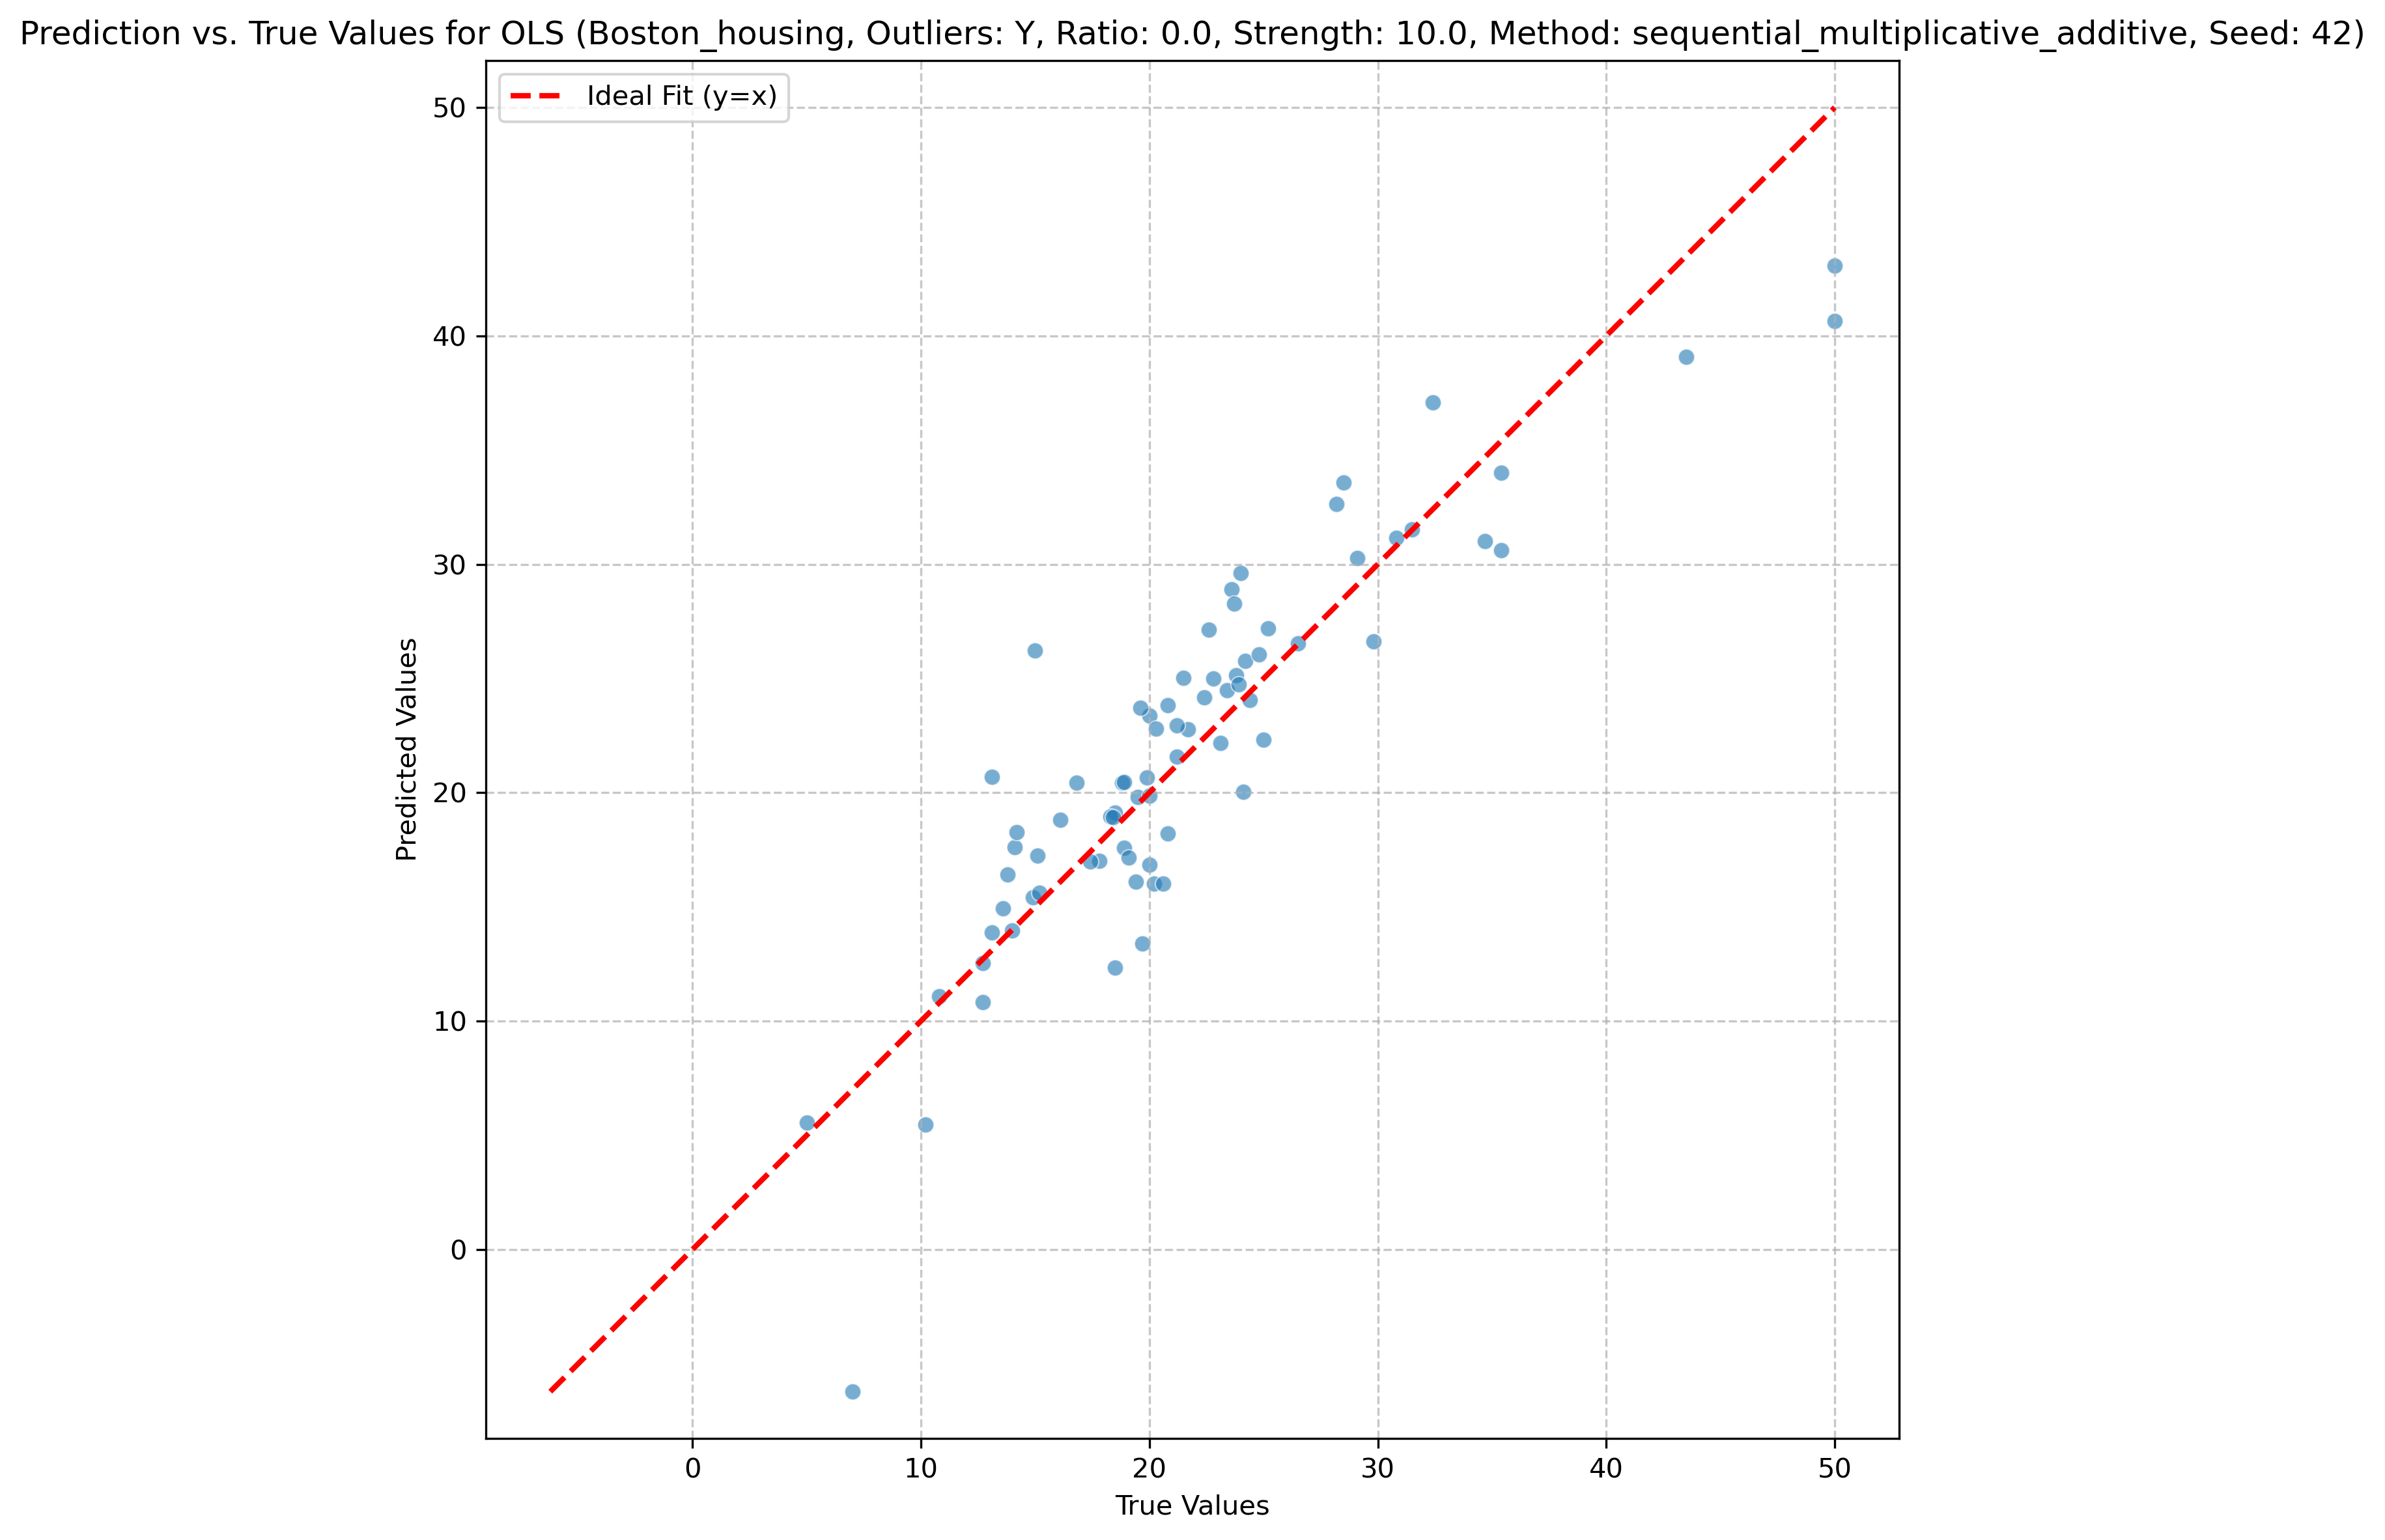 Prediction vs. True Values for OLS (Boston_housing, Outliers: Y, Ratio: 0.0, Strength: 10.0, Method: sequential_multiplicative_additive, Seed: 42)
Ideal Fit (y=x)
50
40
30
20
10
0
Predicted Values
0 10 20 30 40 50
True Values